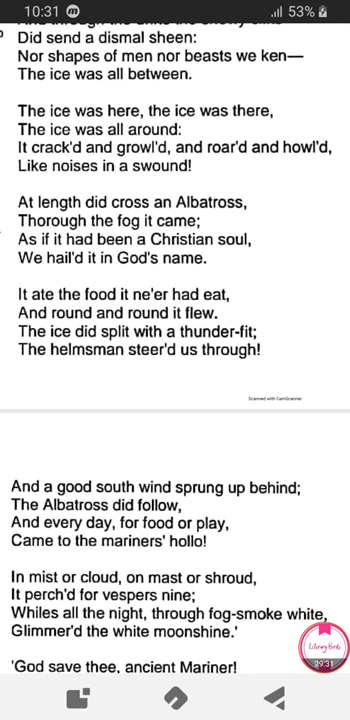 10:31 m 53%
Did send a dismal sheen:
Nor shapes of men nor beasts we ken—
The ice was all between.
The ice was here, the ice was there,
The ice was all around:
It crack'd and growl'd, and roar'd and howl'd,
Like noises in a swound!
At length did cross an Albatross,
Thorough the fog it came;
As if it had been a Christian soul,
We hail'd it in God's name.
It ate the food it ne'er had eat,
And round and round it flew.
The ice did split with a thunder-fit;
The helmsman steer'd us through!
Scanned with CamScanner
And a good south wind sprung up behind;
The Albatross did follow,
And every day, for food or play,
Came to the mariners' hollo!
In mist or cloud, on mast or shroud,
It perch'd for vespers nine;
Whiles all the night, through fog-smoke white,
Glimmer'd the white moonshine.'
29:31
'God save thee, ancient Mariner!